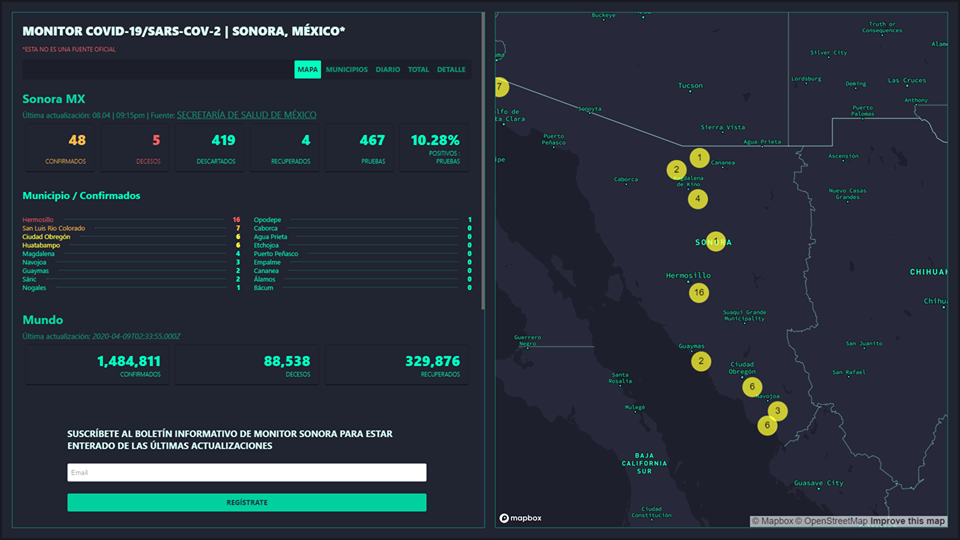 MONITOR COVID-19/SARS-COV-2 | SONORA, MÉXICO*
*ESTA NO ES UNA FUENTE OFICIAL
MAPA MUNICIPIOS DIARIO TOTAL DETALLE
Sonora MX
Última actualización: 08.04 | 09:15pm | Fuente: SECRETARÍA DE SALUD DE MÉXICO
48
CONFIRMADOS
5
DECESOS
419
DESCARTADOS
4
RECUPERADOS
467
PRUEBAS
10.28%
POSITIVOS :
PRUEBAS
Municipio / Confirmados
Hermosillo 16
San Luis Río Colorado 7
Ciudad Obregón 6
Huatabampo 6
Magdalena 4
Navojoa 3
Guaymas 2
Sáric 2
Nogales 1
Opodepe 1
Caborca 0
Agua Prieta 0
Etchojoa 0
Puerto Peñasco 0
Empalme 0
Cananea 0
Álamos 0
Bácum 0
Mundo
Última actualización: 2020-04-09T02:33:55.000Z
1,484,811
CONFIRMADOS
88,538
DECESOS
329,876
RECUPERADOS
SUSCRÍBETE AL BOLETÍN INFORMATIVO DE MONITOR SONORA PARA ESTAR
ENTERADO DE LAS ÚLTIMAS ACTUALIZACIONES
Email
REGÍSTRATE
Buckeye
Truth or
Consequences
Silver City
Alam
Tucson
Lordsburg
Deming
Las Cruces
7
Anthony
lfo de
ta Clara
Sonoyta
Puerto
Palomas
Sierra Vista
Puerto
Peñasco
Agua Prieta
1
Cananea
Ascensión
2
dalena
de Kino
Caborca
4
Nuevo Casas
Grandes
SONORA
1
Hermosillo
16
CHIHUAH
Chihu
Suaqui Grande
Municipality
Guerrero
Negro
Guaymas
2
San Juanito
Ciudad
Obregón
Santa
Rosalía
6
San Rafael
Navojoa
3
Mulegé
6
BAJA
CALIFORNIA
SUR
Guasave City
Ciudad
Constitución
mapbox
© Mapbox © OpenStreetMap Improve this map